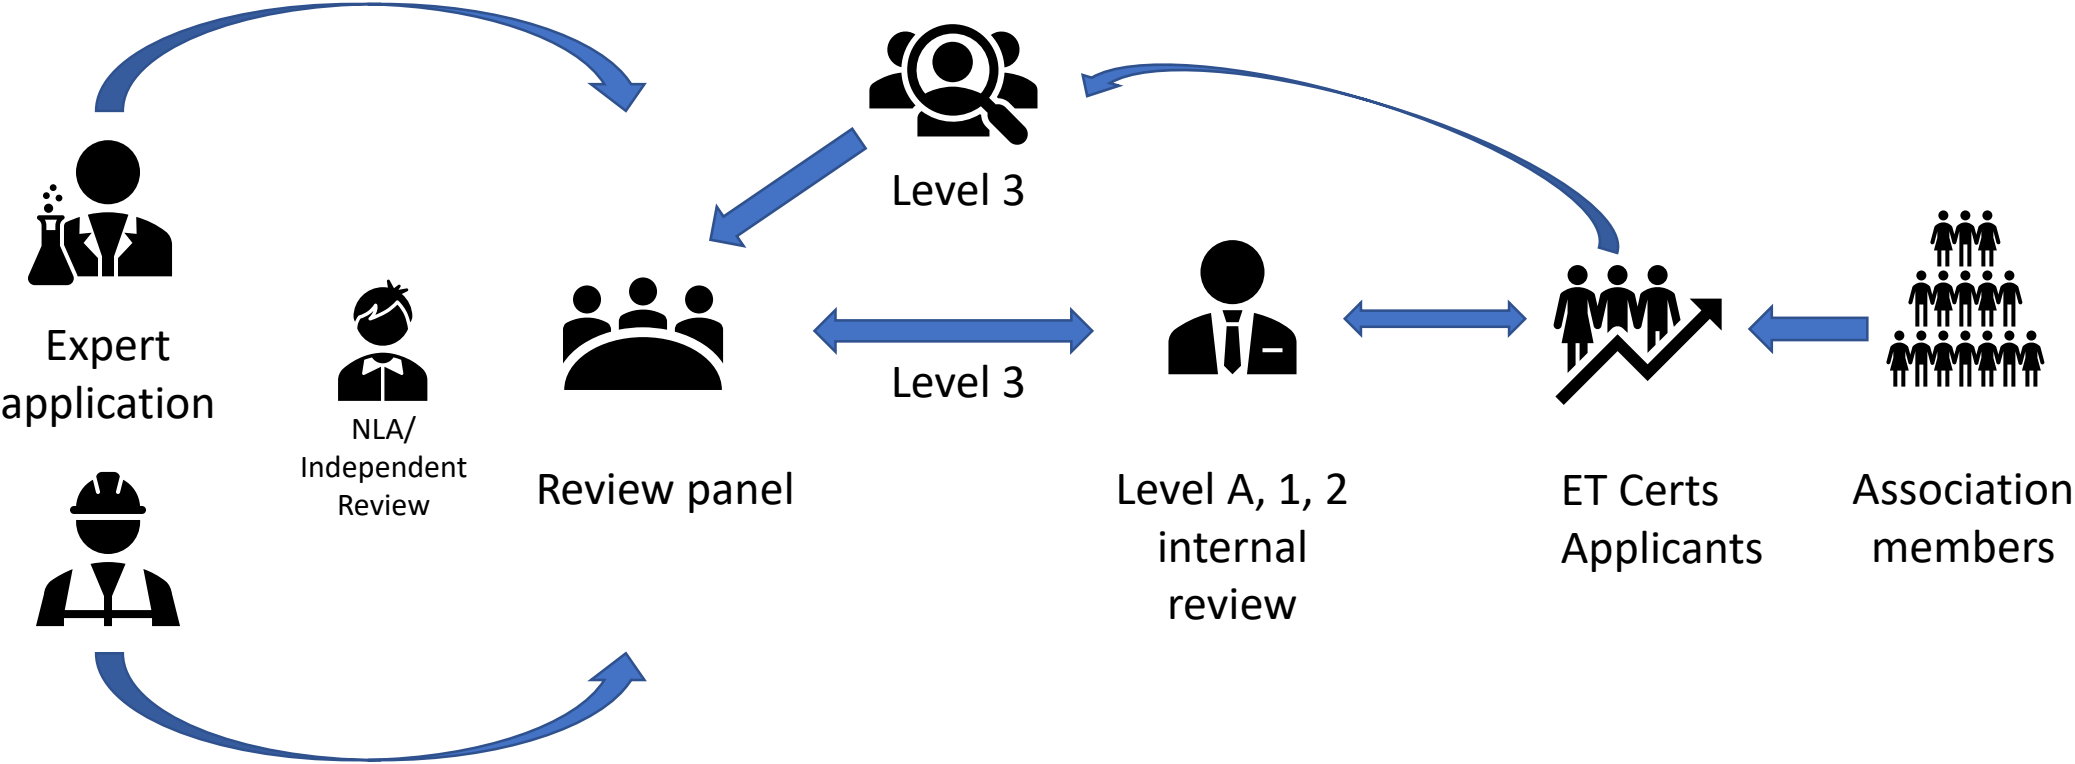 Level 3
Expert
application
NLA/
Independent
Review
Review panel
Level 3
Level A, 1, 2
internal
review
ET Certs
Applicants
Association
members